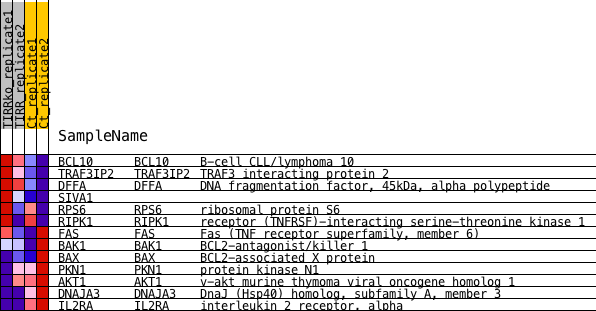 TIRRko_replicate1
TIRR_replicate2
Ct_replicate1
Ct_replicate2
SampleName
BCL10 BCL10 B-cell CLL/lymphoma 10
TRAF3IP2 TRAF3IP2 TRAF3 interacting protein 2
DFFA DFFA DNA fragmentation factor, 45kDa, alpha polypeptide
SIVA1
RPS6 RPS6 ribosomal protein S6
RIPK1 RIPK1 receptor (TNFRSF)-interacting serine-threonine kinase 1
FAS FAS Fas (TNF receptor superfamily, member 6)
BAK1 BAK1 BCL2-antagonist/killer 1
BAX BAX BCL2-associated X protein
PKN1 PKN1 protein kinase N1
AKT1 AKT1 v-akt murine thymoma viral oncogene homolog 1
DNAJA3 DNAJA3 DnaJ (Hsp40) homolog, subfamily A, member 3
IL2RA IL2RA interleukin 2 receptor, alpha